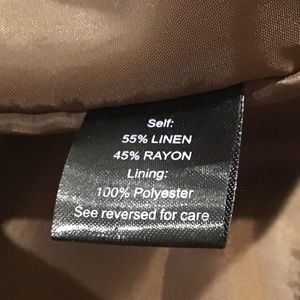 Self:
55% LINEN
45% RAYON
Lining:
100% Polyester
See reversed for care